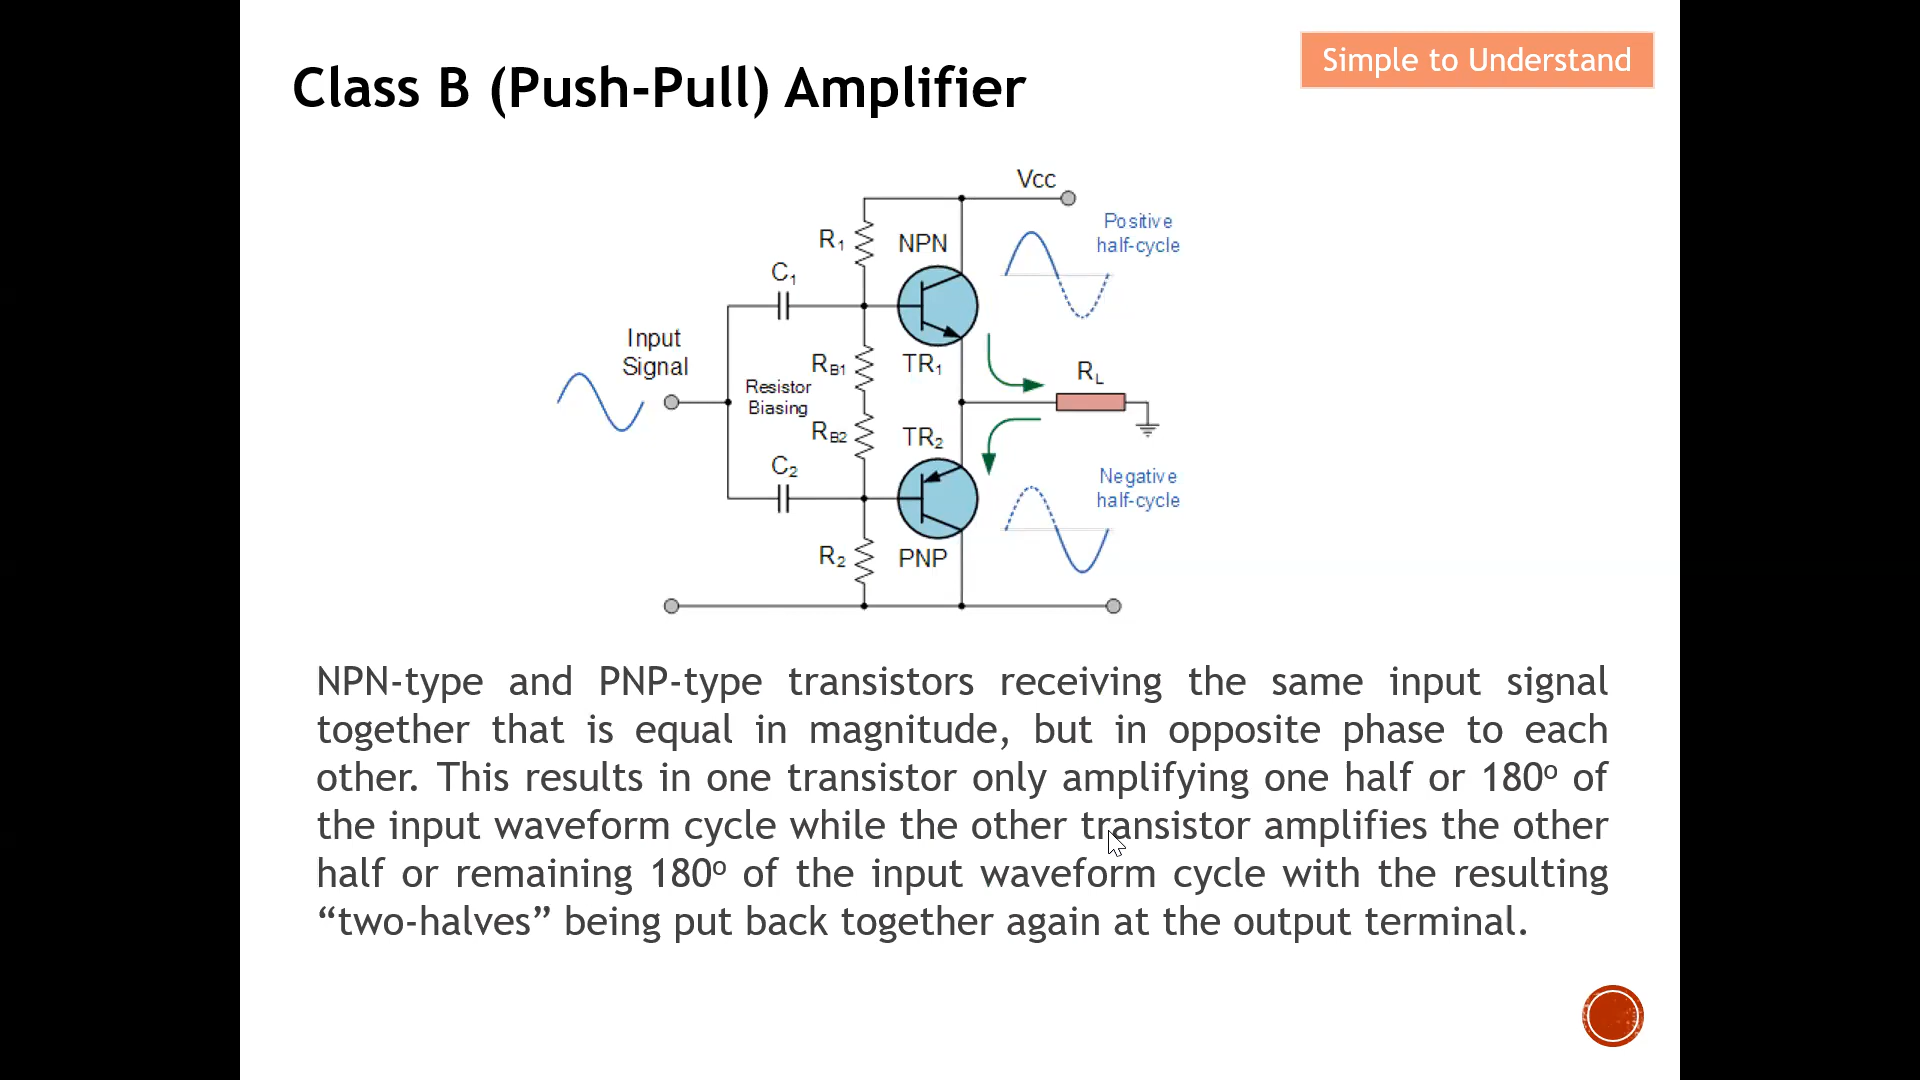 Simple to Understand
Class B (Push-Pull) Amplifier
Vcc
Positive
half-cycle
R1
NPN
C1
Input
Signal
RB1
TR1
RL
Resistor
Biasing
RB2
TR2
C2
Negative
half-cycle
R2
PNP
NPN-type and PNP-type transistors receiving the same input signal
together that is equal in magnitude, but in opposite phase to each
other. This results in one transistor only amplifying one half or 180º of
the input waveform cycle while the other transistor amplifies the other
half or remaining 180º of the input waveform cycle with the resulting
“two-halves” being put back together again at the output terminal.